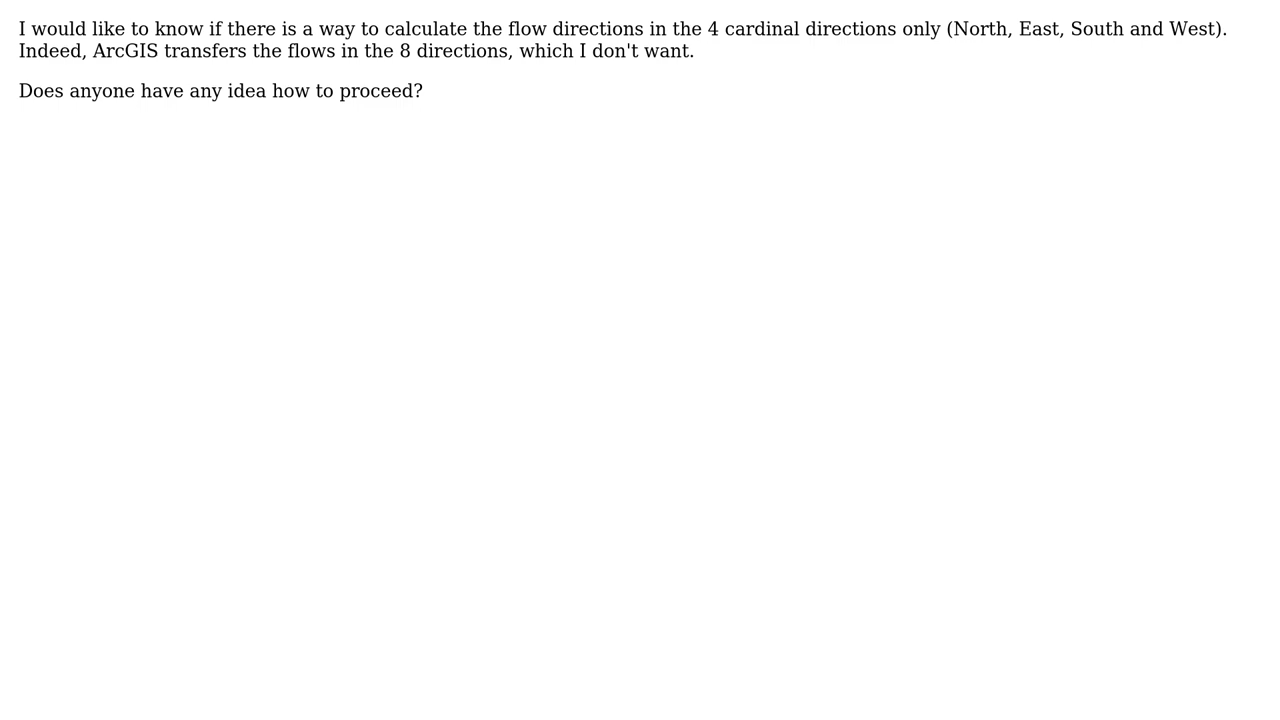 I would like to know if there is a way to calculate the flow directions in the 4 cardinal directions only (North, East, South and West).
Indeed, ArcGIS transfers the flows in the 8 directions, which I don't want.
Does anyone have any idea how to proceed?